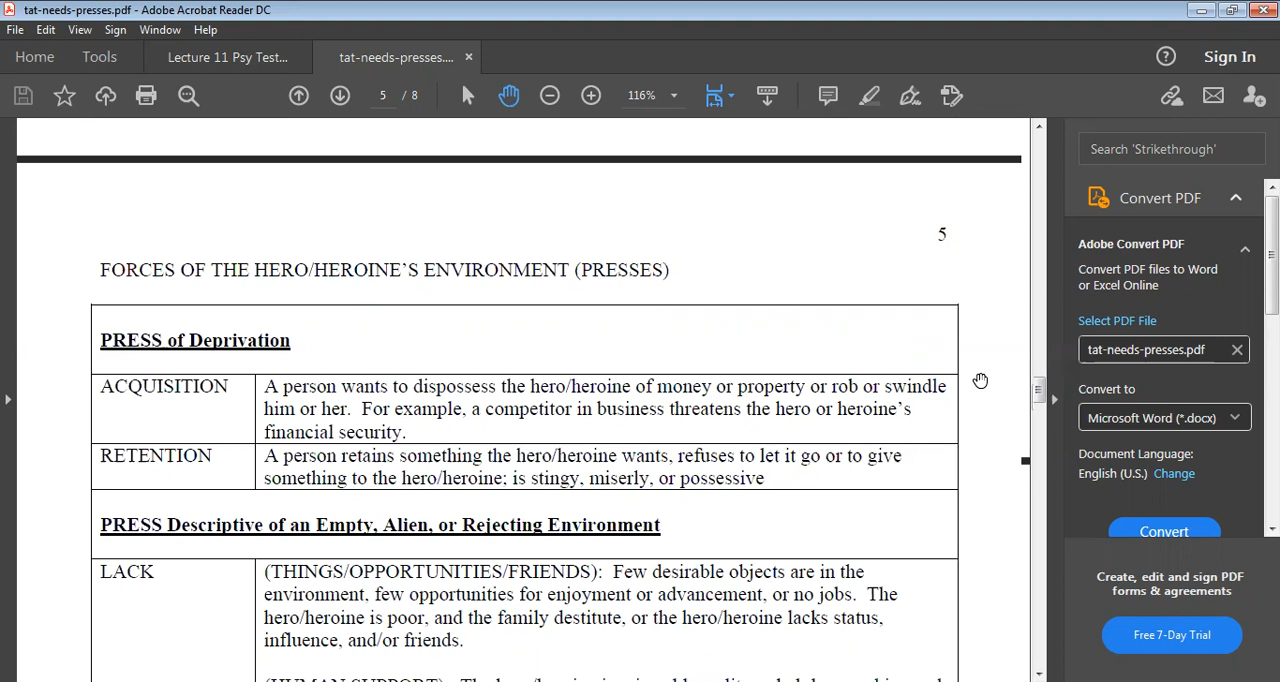 tat-needs-presses.pdf - Adobe Acrobat Reader DC
File Edit View Sign Window Help
Home Tools Lecture 11 Psy Test... tat-needs-presses.... × ? Sign In
5 / 8 116%
Search 'Strikethrough'
Convert PDF
Adobe Convert PDF
Convert PDF files to Word
or Excel Online
Select PDF File
tat-needs-presses.pdf
Convert to
Microsoft Word (*.docx)
Document Language:
English (U.S.) Change
Convert
Create, edit and sign PDF
forms & agreements
Free 7-Day Trial
5
FORCES OF THE HERO/HEROINE'S ENVIRONMENT (PRESSES)
PRESS of Deprivation
ACQUISITION A person wants to dispossess the hero/heroine of money or property or rob or swindle
him or her. For example, a competitor in business threatens the hero or heroine's
financial security.
RETENTION A person retains something the hero/heroine wants, refuses to let it go or to give
something to the hero/heroine; is stingy, miserly, or possessive
PRESS Descriptive of an Empty, Alien, or Rejecting Environment
LACK (THINGS/OPPORTUNITIES/FRIENDS): Few desirable objects are in the
environment, few opportunities for enjoyment or advancement, or no jobs. The
hero/heroine is poor, and the family destitute, or the hero/heroine lacks status,
influence, and/or friends.